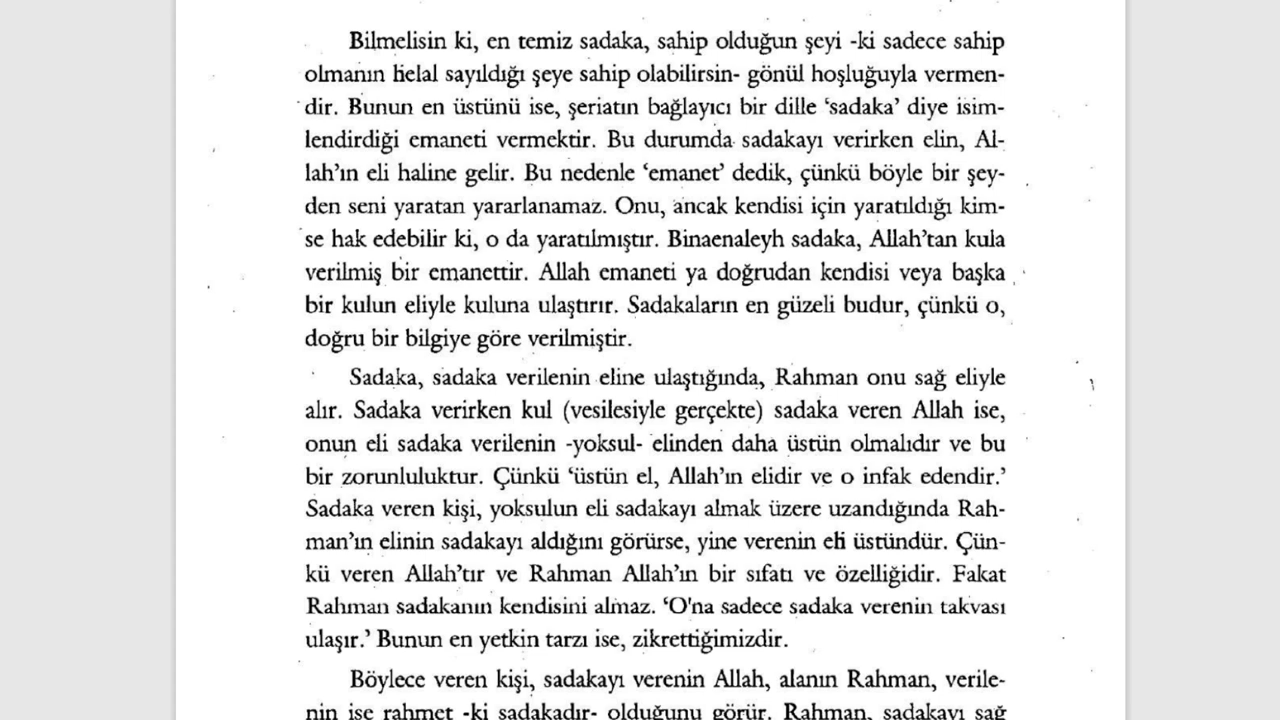 Bilmelisin ki, en temiz sadaka, sahip olduğun şeyi -ki sadece sahip
olmanın helal sayıldığı şeye sahip olabilirsin- gönül hoşluğuyla vermen-
dir. Bunun en üstünü ise, şeriatın bağlayıcı bir dille ‘sadaka’ diye isim-
lendirdiği emaneti vermektir. Bu durumda sadakayı verirken elin, Al-
lah’ın eli haline gelir. Bu nedenle ‘emanet’ dedik, çünkü böyle bir şey-
den seni yaratan yararlanamaz. Onu, ancak kendisi için yaratıldığı kim-
se hak edebilir ki, o da yaratılmıştır. Binaenaleyh sadaka, Allah’tan kula
verilmiş bir emanettir. Allah emaneti ya doğrudan kendisi veya başka
bir kulun eliyle kuluna ulaştırır. Sadakaların en güzeli budur, çünkü o,
doğru bir bilgiye göre verilmiştir.
Sadaka, sadaka verilenin eline ulaştığında, Rahman onu sağ eliyle
alır. Sadaka verirken kul (vesilesiyle gerçekte) sadaka veren Allah ise,
onun eli sadaka verilenin -yoksul- elinden daha üstün olmalıdır ve bu
bir zorunluluktur. Çünkü ‘üstün el, Allah’ın elidir ve o infak edendir.’
Sadaka veren kişi, yoksulun eli sadakayı almak üzere uzandığında Rah-
man’ın elinin sadakayı aldığını görürse, yine verenin eli üstündür. Çün-
kü veren Allah’tır ve Rahman Allah’ın bir sıfatı ve özelliğidir. Fakat
Rahman sadakanın kendisini almaz. ‘O'na sadece sadaka verenin takvası
ulaşır.’ Bunun en yetkin tarzı ise, zikrettiğimizdir.
Böylece veren kişi, sadakayı verenin Allah, alanın Rahman, verile-
nin ise rahmet -ki sadakadır- olduğunu görür. Rahman, sadakayı sağ